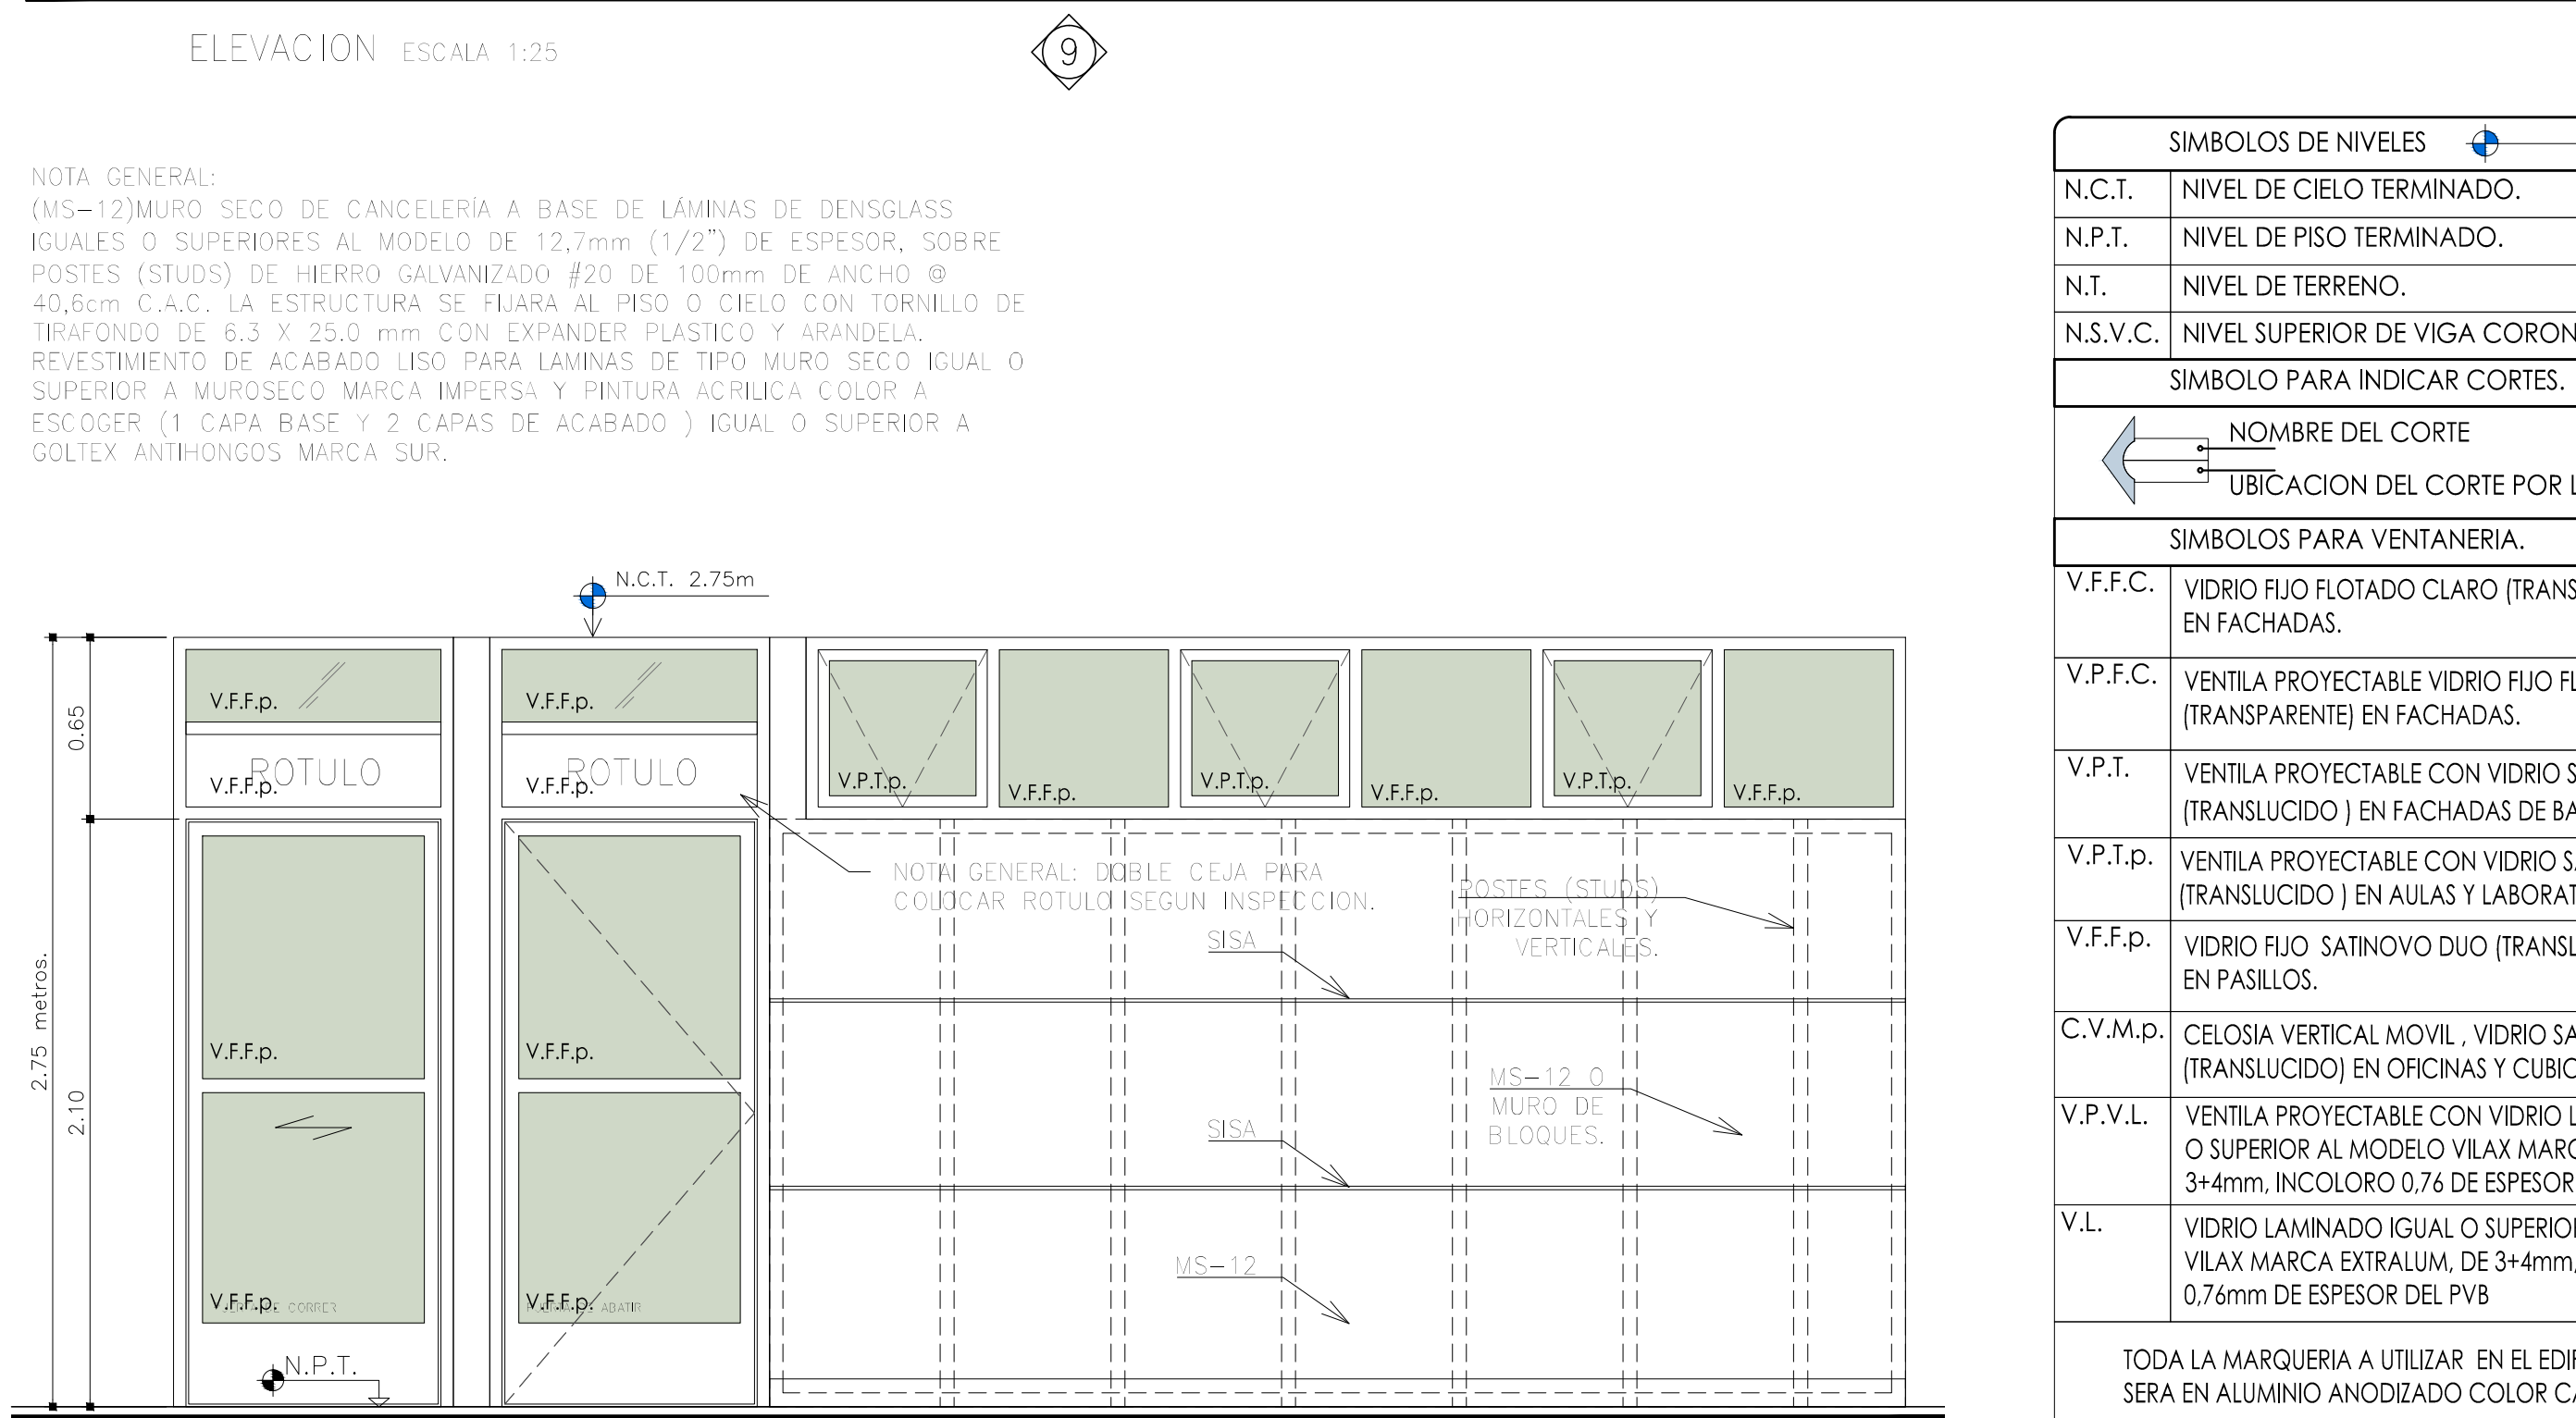 ELEVACION ESCALA 1:25
9
NOTA GENERAL:
(MS-12)MURO SECO DE CANCELERÍA A BASE DE LÁMINAS DE DENSGLASS
IGUALES O SUPERIORES AL MODELO DE 12,7mm (1/2") DE ESPESOR, SOBRE
POSTES (STUDS) DE HIERRO GALVANIZADO #20 DE 100mm DE ANCHO @
40,6cm C.A.C. LA ESTRUCTURA SE FIJARA AL PISO O CIELO CON TORNILLO DE
TIRAFONDO DE 6.3 X 25.0 mm CON EXPANDER PLASTICO Y ARANDELA.
REVESTIMIENTO DE ACABADO LISO PARA LAMINAS DE TIPO MURO SECO IGUAL O
SUPERIOR A MUROSECO MARCA IMPERSA Y PINTURA ACRILICA COLOR A
ESCOGER (1 CAPA BASE Y 2 CAPAS DE ACABADO ) IGUAL O SUPERIOR A
GOLTEX ANTIHONGOS MARCA SUR.
N.C.T. 2.75m
2.75 metros.
0.65
2.10
V.F.F.p.
V.F.F.p.
ROTULO
V.F.F.p.
ROTULO
V.F.F.p.
V.P.T.p.
V.F.F.p.
V.P.T.p.
V.F.F.p.
V.P.T.p.
V.F.F.p.
NOTA GENERAL: DOBLE CEJA PARA
COLOCAR ROTULO SEGUN INSPECCION.
POSTES (STUDS)
HORIZONTALES Y
VERTICALES.
SISA
V.F.F.p.
V.F.F.p.
MS-12 O
MURO DE
BLOQUES.
SISA
MS-12
V.F.F.p.
DE CORRER
V.F.F.p.
ABATIR
N.P.T.
SIMBOLOS DE NIVELES
N.C.T. NIVEL DE CIELO TERMINADO.
N.P.T. NIVEL DE PISO TERMINADO.
N.T. NIVEL DE TERRENO.
N.S.V.C. NIVEL SUPERIOR DE VIGA CORON
SIMBOLO PARA INDICAR CORTES.
NOMBRE DEL CORTE
UBICACION DEL CORTE POR L
SIMBOLOS PARA VENTANERIA.
V.F.F.C. VIDRIO FIJO FLOTADO CLARO (TRANS
EN FACHADAS.
V.P.F.C. VENTILA PROYECTABLE VIDRIO FIJO FL
(TRANSPARENTE) EN FACHADAS.
V.P.T. VENTILA PROYECTABLE CON VIDRIO S
(TRANSLUCIDO ) EN FACHADAS DE BA
V.P.T.p. VENTILA PROYECTABLE CON VIDRIO SA
(TRANSLUCIDO ) EN AULAS Y LABORAT
V.F.F.p. VIDRIO FIJO SATINOVO DUO (TRANSL
EN PASILLOS.
C.V.M.p. CELOSIA VERTICAL MOVIL , VIDRIO SA
(TRANSLUCIDO) EN OFICINAS Y CUBIC
V.P.V.L. VENTILA PROYECTABLE CON VIDRIO L
O SUPERIOR AL MODELO VILAX MARC
3+4mm, INCOLORO 0,76 DE ESPESOR
V.L. VIDRIO LAMINADO IGUAL O SUPERIOR
VILAX MARCA EXTRALUM, DE 3+4mm,
0,76mm DE ESPESOR DEL PVB
TODA LA MARQUERIA A UTILIZAR EN EL EDIF
SERA EN ALUMINIO ANODIZADO COLOR CA